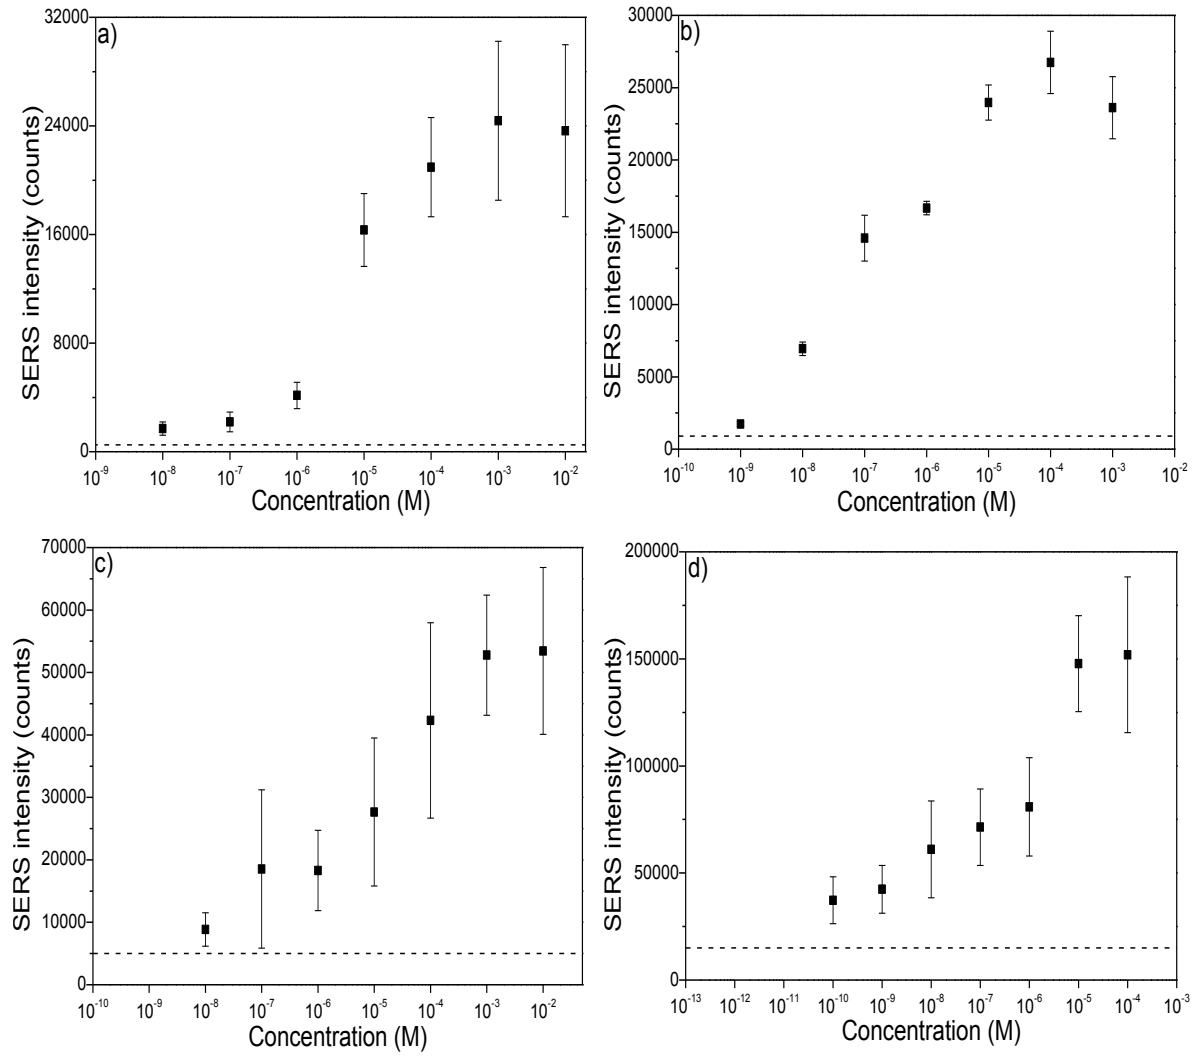 a)
SERS intensity (counts)
32000
24000
16000
8000
0
10-9 10-8 10-7 10-6 10-5 10-4 10-3 10-2
Concentration (M)
b)
SERS intensity (counts)
30000
25000
20000
15000
10000
5000
0
10-10 10-9 10-8 10-7 10-6 10-5 10-4 10-3 10-2
Concentration (M)
c)
SERS intensity (counts)
70000
60000
50000
40000
30000
20000
10000
0
10-10 10-9 10-8 10-7 10-6 10-5 10-4 10-3 10-2
Concentration (M)
d)
SERS intensity (counts)
200000
150000
100000
50000
0
10-13 10-12 10-11 10-10 10-9 10-8 10-7 10-6 10-5 10-4 10-3
Concentration (M)